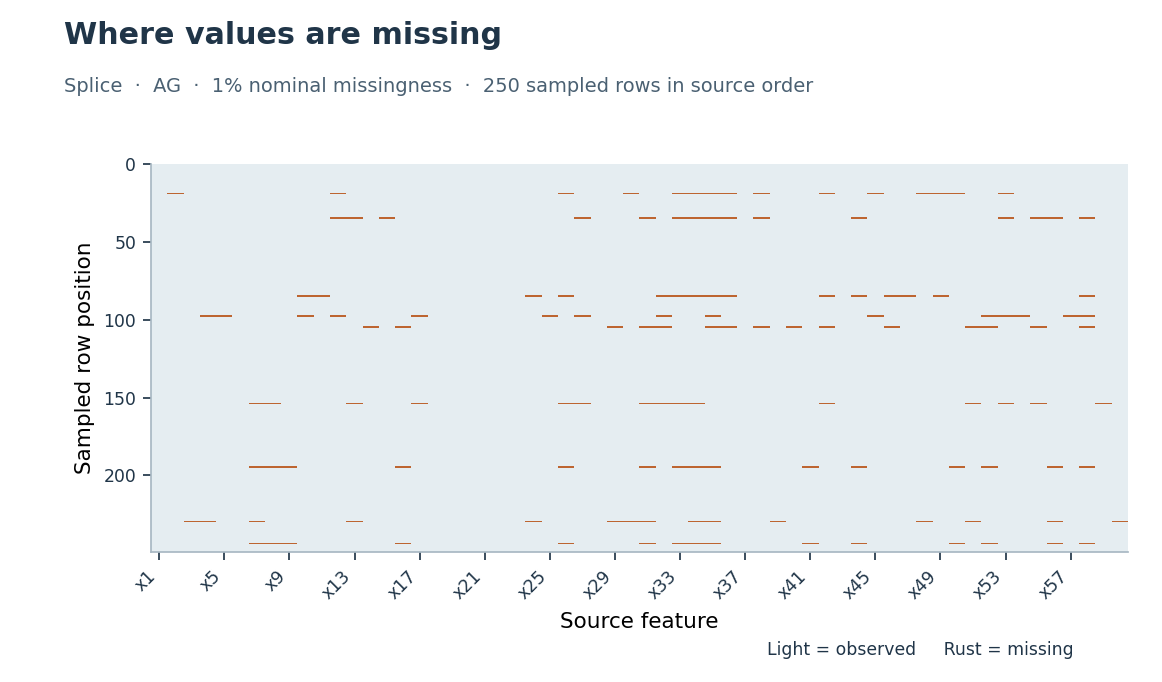 Where values are missing
Splice · AG · 1% nominal missingness · 250 sampled rows in source order
Sampled row position
0
50
100
150
200
x1 x5 x9 x13 x17 x21 x25 x29 x33 x37 x41 x45 x49 x53 x57
Source feature
Light = observed Rust = missing